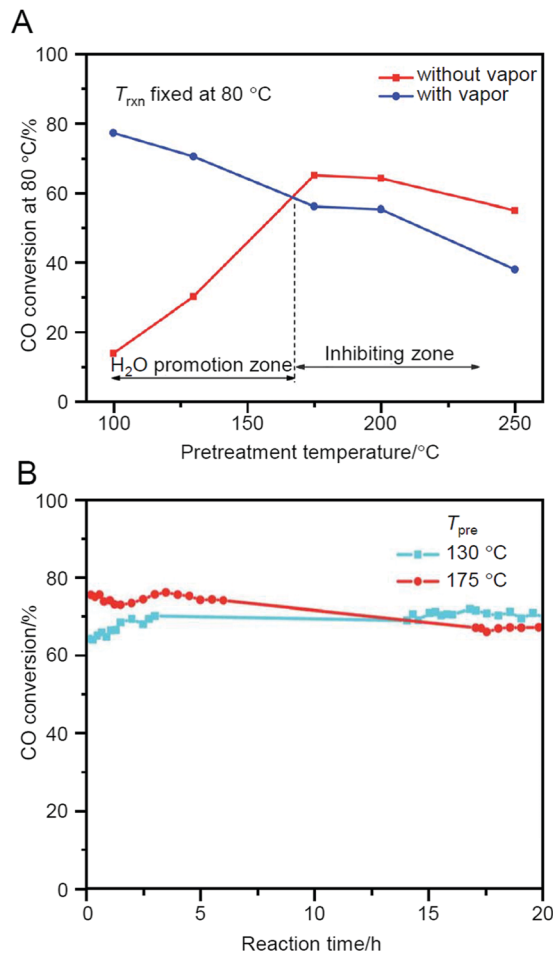 A
CO conversion at 80 °C/%
100
80
60
40
20
0
T_rxn fixed at 80 °C
without vapor
with vapor
H₂O promotion zone
Inhibiting zone
100
150
200
250
Pretreatment temperature/°C
B
CO conversion/%
100
80
60
40
20
0
T_pre
130 °C
175 °C
0
5
10
15
20
Reaction time/h